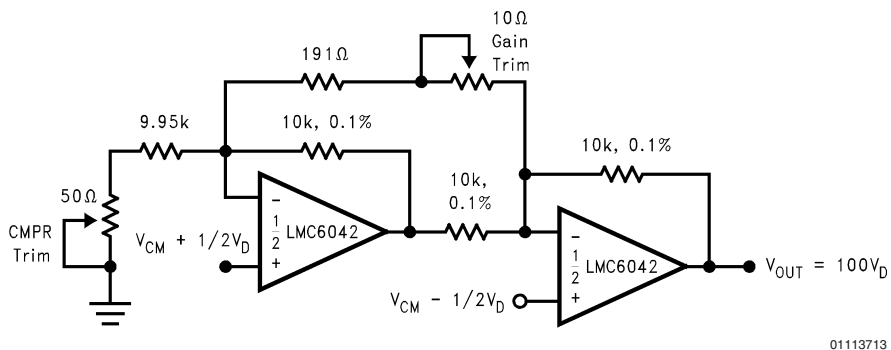 10Ω
Gain
Trim
191Ω
9.95k
10k, 0.1%
10k, 0.1%
10k,
0.1%
50Ω
CMPR
Trim
V_CM + 1/2V_D
−
1/2 LMC6042
+
−
1/2 LMC6042
+
V_CM − 1/2V_D
V_OUT = 100V_D
01113713